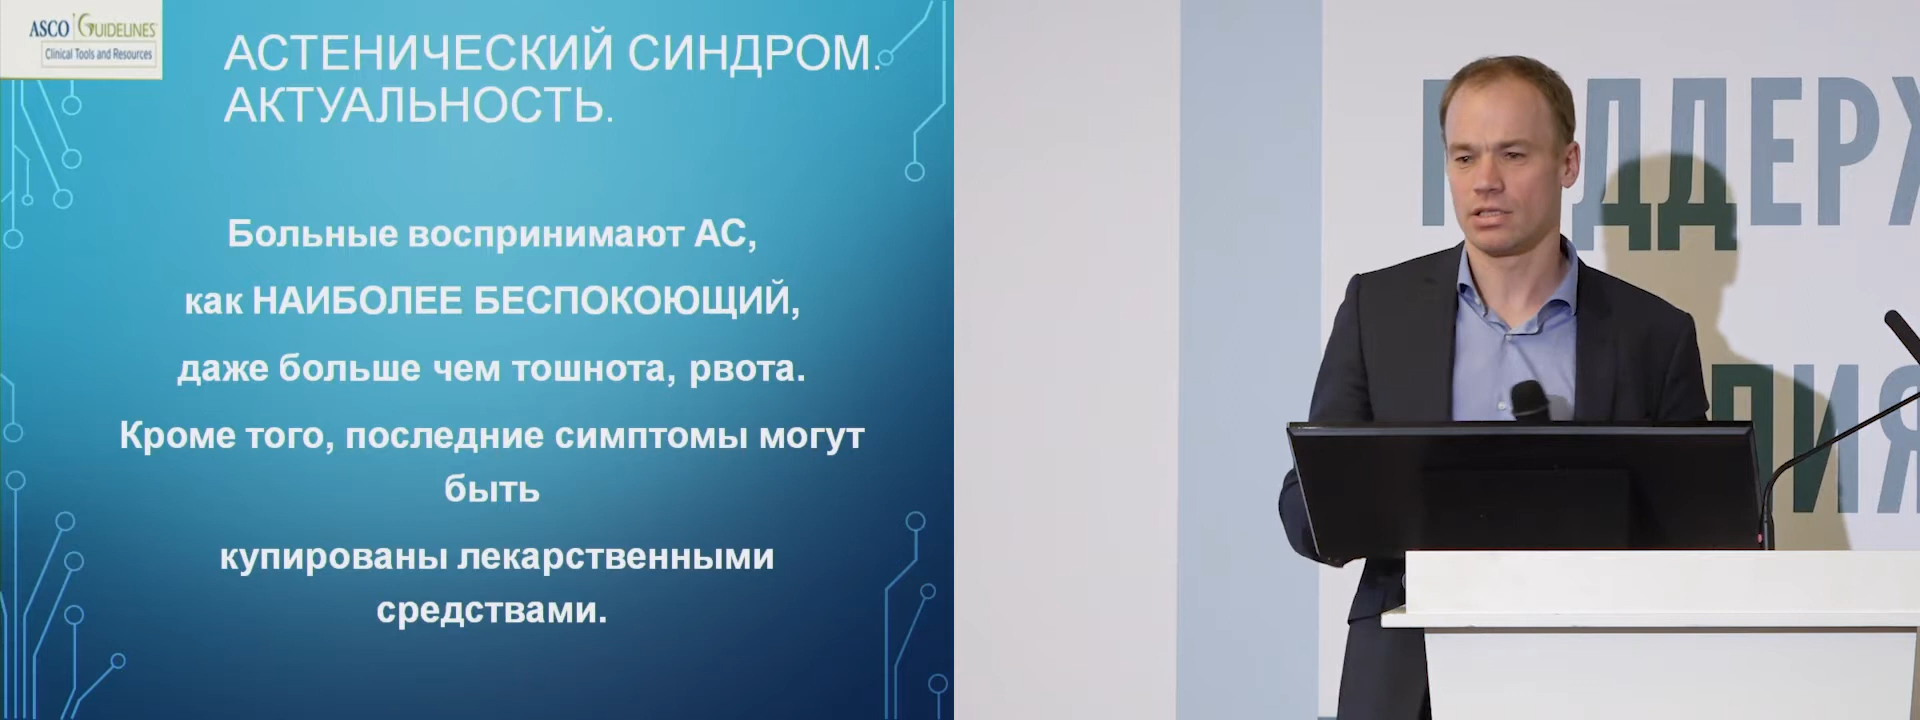 ASCO GUIDELINES
Clinical Tools and Resources
АСТЕНИЧЕСКИЙ СИНДРОМ.
АКТУАЛЬНОСТЬ.
Больные воспринимают АС,
как НАИБОЛЕЕ БЕСПОКОЮЩИЙ,
даже больше чем тошнота, рвота.
Кроме того, последние симптомы могут
быть
купированы лекарственными
средствами.